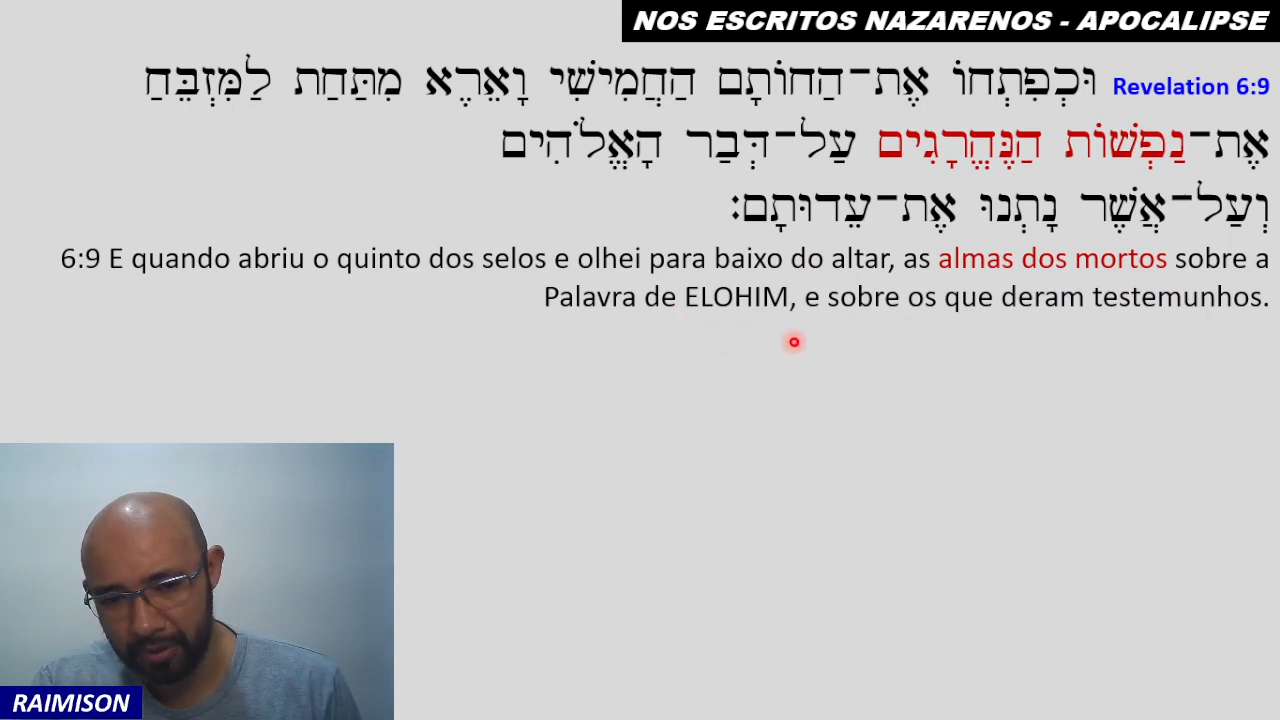 NOS ESCRITOS NAZARENOS - APOCALIPSE
Revelation 6:9 וּכְפִתְחוֹ אֶת־הַחוֹתָם הַחֲמִישִׁי וָאֵרֶא מִתַּחַת לַמִּזְבֵּחַ
אֶת־נַפְשׁוֹת הַנֶּהֱרָגִים עַל־דְּבַר הָאֱלֹהִים
וְעַל־אֲשֶׁר נָתְנוּ אֶת־עֵדוּתָם׃
6:9 E quando abriu o quinto dos selos e olhei para baixo do altar, as almas dos mortos sobre a
Palavra de ELOHIM, e sobre os que deram testemunhos.
RAIMISON